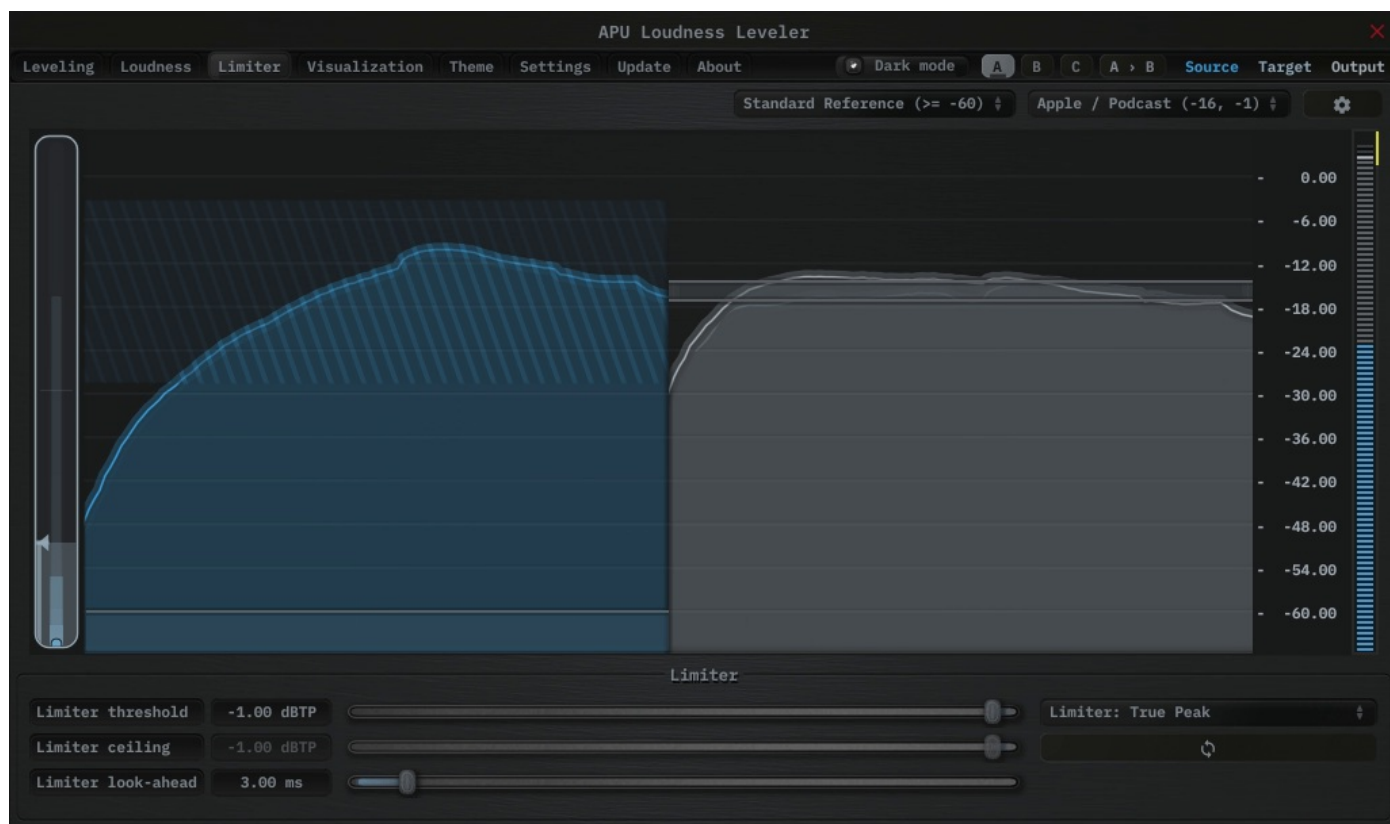 APU Loudness Leveler
Leveling Loudness Limiter Visualization Theme Settings Update About Dark mode A B C A › B Source Target Output
Standard Reference (>= -60) Apple / Podcast (-16, -1)
- 0.00
- -6.00
- -12.00
- -18.00
- -24.00
- -30.00
- -36.00
- -42.00
- -48.00
- -54.00
- -60.00
Limiter
Limiter threshold -1.00 dBTP Limiter: True Peak
Limiter ceiling -1.00 dBTP
Limiter look-ahead 3.00 ms